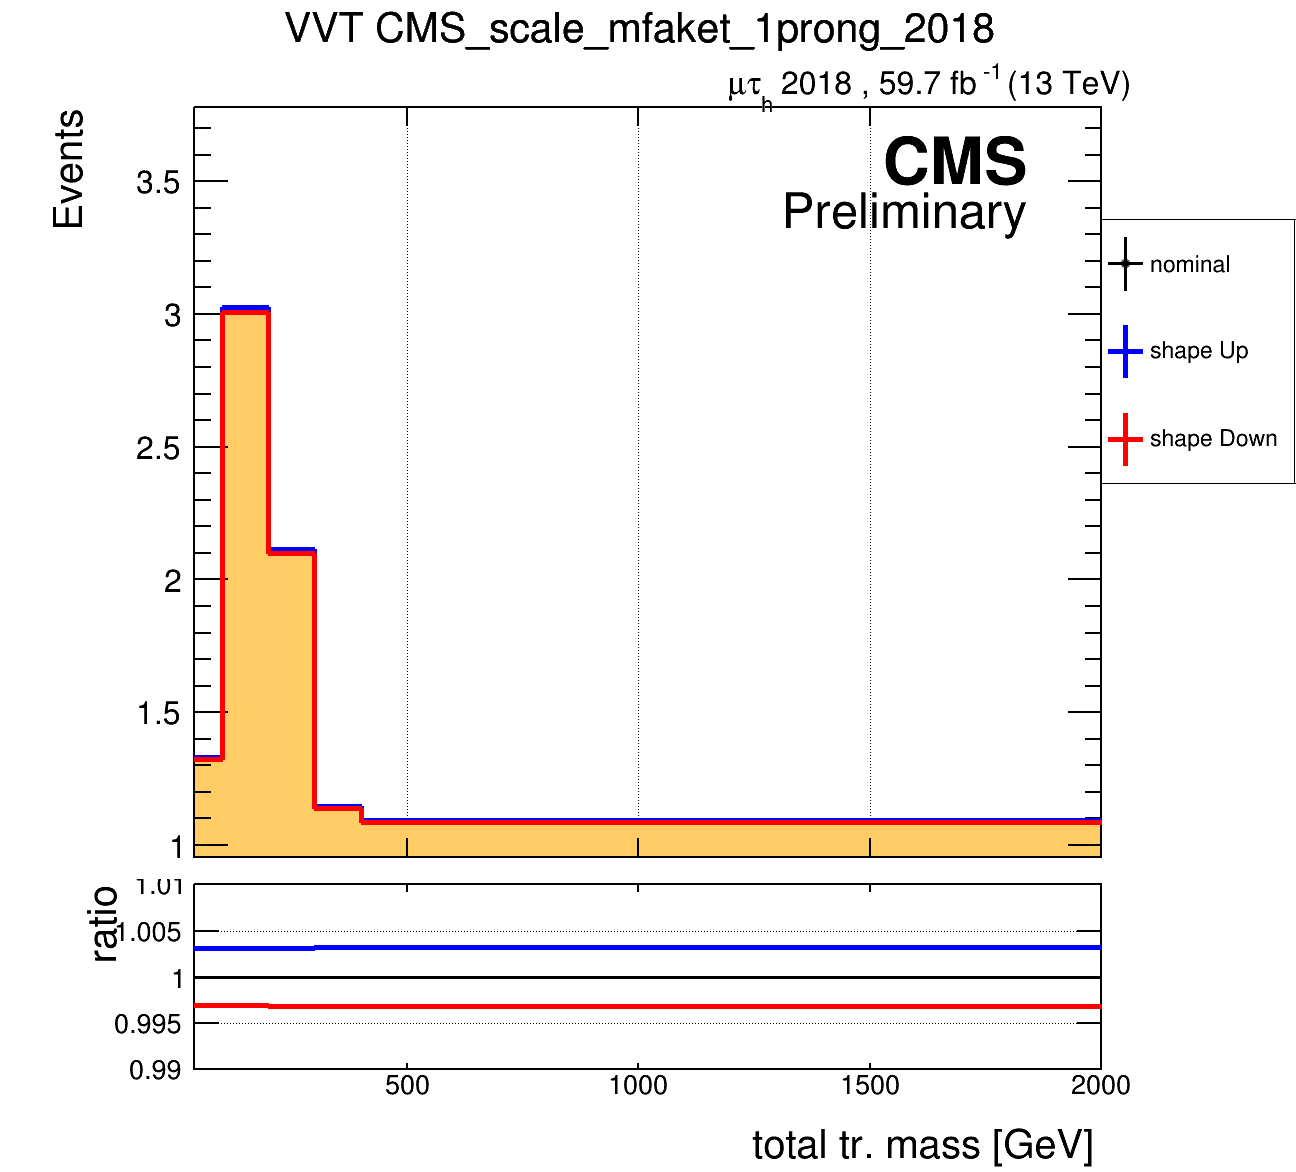 VVT CMS_scale_mfaket_1prong_2018
μτh 2018 , 59.7 fb-1 (13 TeV)
Events
CMS
Preliminary
3.5
3
2.5
2
1.5
1
nominal
shape Up
shape Down
ratio
1.01
1.005
1
0.995
0.99
500 1000 1500 2000
total tr. mass [GeV]